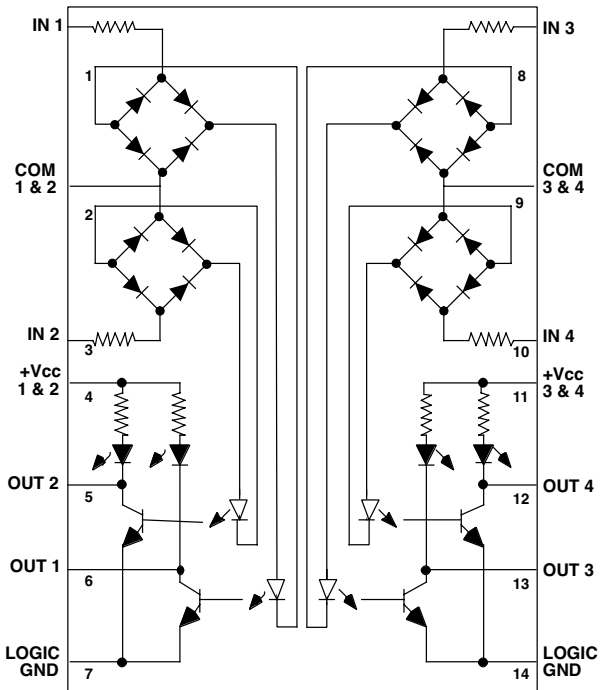 IN 1
IN 3
1
8
COM
1 & 2
COM
3 & 4
2
9
IN 2
3
IN 4
10
+Vcc
1 & 2
4
+Vcc
3 & 4
11
OUT 2
5
OUT 4
12
OUT 1
6
OUT 3
13
LOGIC
GND
7
LOGIC
GND
14